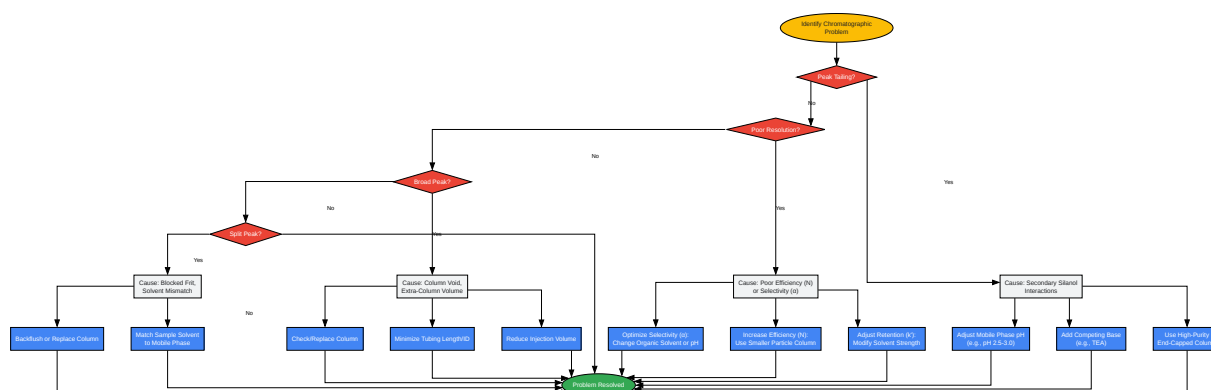 Identify Chromatographic
Problem
Peak Tailing?
No
Poor Resolution?
No
Yes
Broad Peak?
No
Yes
Split Peak?
Yes
Yes
Cause: Blocked Frit,
Solvent Mismatch
Cause: Column Void,
Extra-Column Volume
Cause: Poor Efficiency (N)
or Selectivity (α)
Cause: Secondary Silanol
Interactions
No
Backflush or Replace Column
Match Sample Solvent
to Mobile Phase
Check/Replace Column
Minimize Tubing Length/ID
Reduce Injection Volume
Optimize Selectivity (α):
Change Organic Solvent or pH
Increase Efficiency (N):
Use Smaller Particle Column
Adjust Retention (k'):
Modify Solvent Strength
Adjust Mobile Phase pH
(e.g., pH 2.5-3.0)
Add Competing Base
(e.g., TEA)
Use High-Purity
End-Capped Colum
Problem Resolved